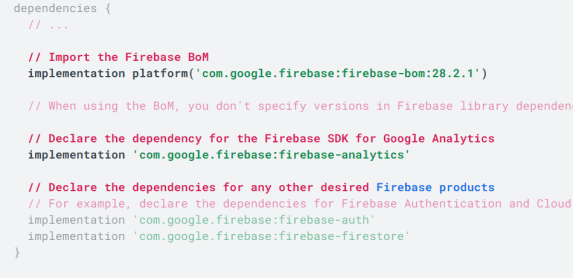 dependencies {
// ...
// Import the Firebase BoM
implementation platform('com.google.firebase:firebase-bom:28.2.1')
// When using the BoM, you don't specify versions in Firebase library
// Declare the dependency for the Firebase SDK for Google Analytics
implementation 'com.google.firebase:firebase-analytics'
// Declare the dependencies for any other desired Firebase products
// For example, declare the dependencies for Firebase Authentication and Cloud
implementation 'com.google.firebase:firebase-auth'
implementation 'com.google.firebase:firebase-firestore'
}